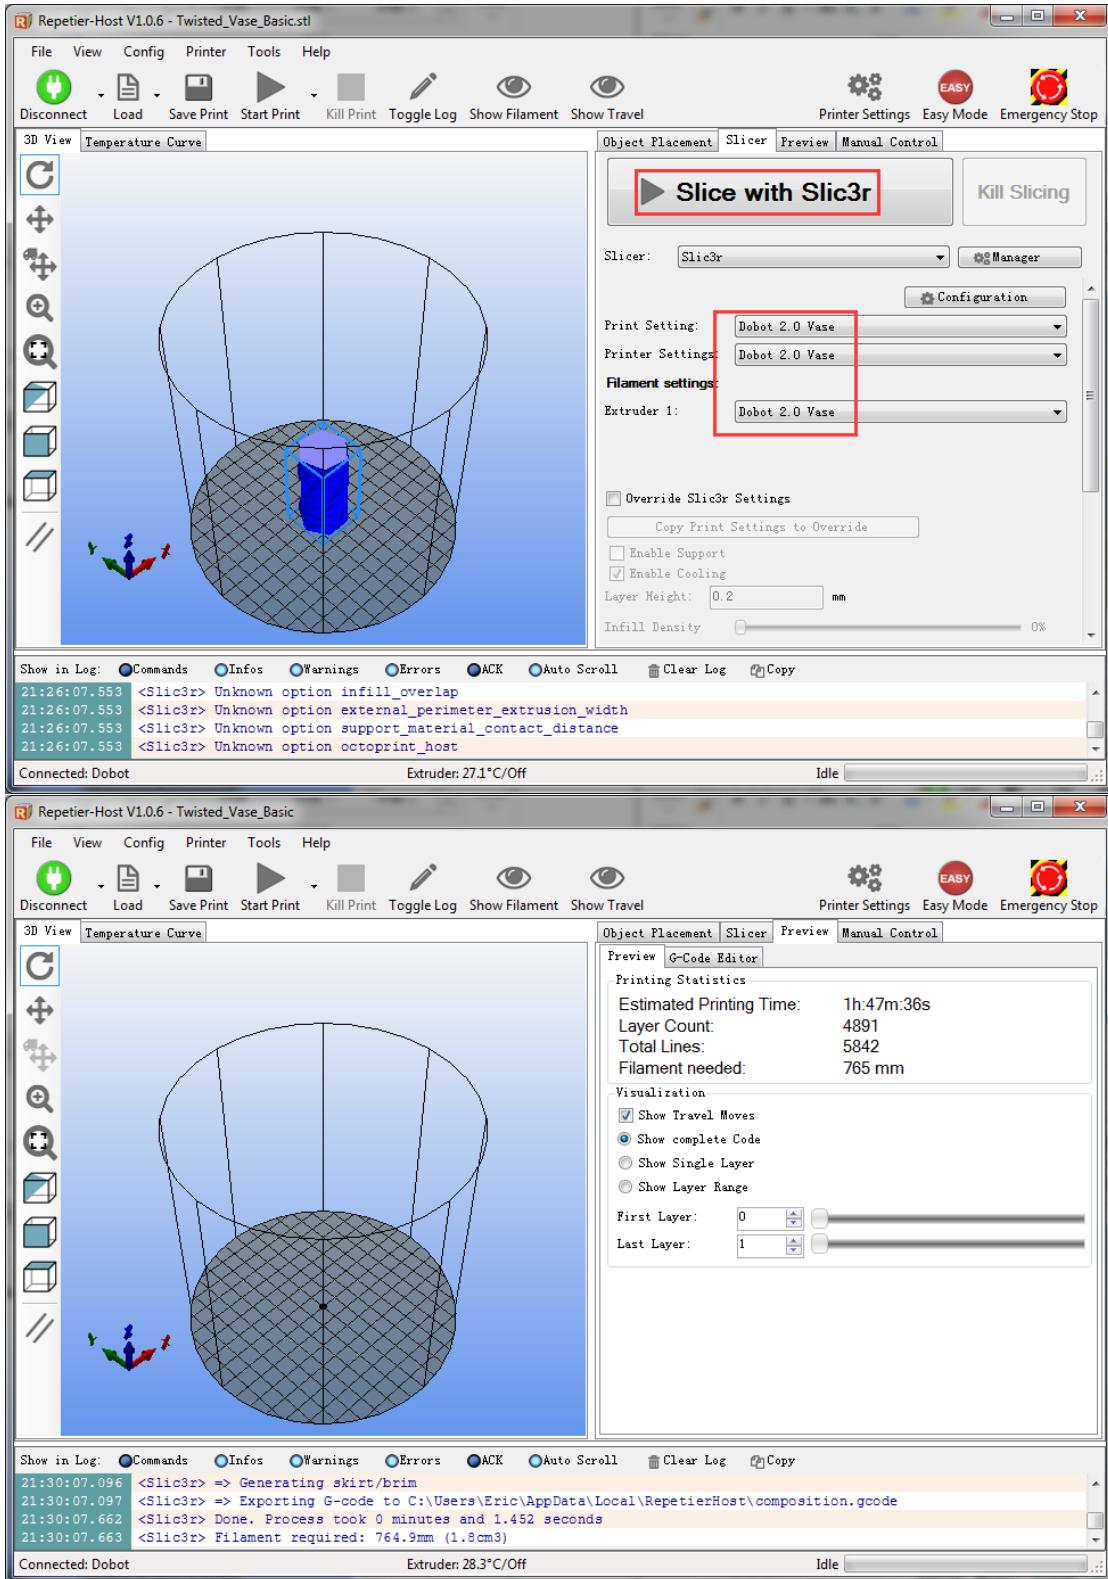 Repetier-Host V1.0.6 - Twisted_Vase_Basic.stl
File View Config Printer Tools Help
Disconnect Load Save Print Start Print Kill Print Toggle Log Show Filament Show Travel Printer Settings Easy Mode Emergency Stop
EASY
3D View Temperature Curve
Object Placement Slicer Preview Manual Control
Slice with Slic3r
Kill Slicing
Slicer: Slic3r Manager
Configuration
Print Setting: Dobot 2.0 Vase
Printer Settings: Dobot 2.0 Vase
Filament settings:
Extruder 1: Dobot 2.0 Vase
Override Slic3r Settings
Copy Print Settings to Override
Enable Support
Enable Cooling
Layer Height: 0.2 mm
Infill Density 0%
Show in Log: Commands Infos Warnings Errors ACK Auto Scroll Clear Log Copy
21:26:07.553 <Slic3r> Unknown option infill_overlap
21:26:07.553 <Slic3r> Unknown option external_perimeter_extrusion_width
21:26:07.553 <Slic3r> Unknown option support_material_contact_distance
21:26:07.553 <Slic3r> Unknown option octoprint_host
Connected: Dobot Extruder: 27.1°C/Off Idle
Repetier-Host V1.0.6 - Twisted_Vase_Basic
File View Config Printer Tools Help
Disconnect Load Save Print Start Print Kill Print Toggle Log Show Filament Show Travel Printer Settings Easy Mode Emergency Stop
EASY
3D View Temperature Curve
Object Placement Slicer Preview Manual Control
Preview G-Code Editor
Printing Statistics
Estimated Printing Time: 1h:47m:36s
Layer Count: 4891
Total Lines: 5842
Filament needed: 765 mm
Visualization
Show Travel Moves
Show complete Code
Show Single Layer
Show Layer Range
First Layer: 0
Last Layer: 1
Show in Log: Commands Infos Warnings Errors ACK Auto Scroll Clear Log Copy
21:30:07.096 <Slic3r> => Generating skirt/brim
21:30:07.097 <Slic3r> => Exporting G-code to C:\Users\Eric\AppData\Local\RepetierHost\composition.gcode
21:30:07.662 <Slic3r> Done. Process took 0 minutes and 1.452 seconds
21:30:07.663 <Slic3r> Filament required: 764.9mm (1.8cm3)
Connected: Dobot Extruder: 28.3°C/Off Idle